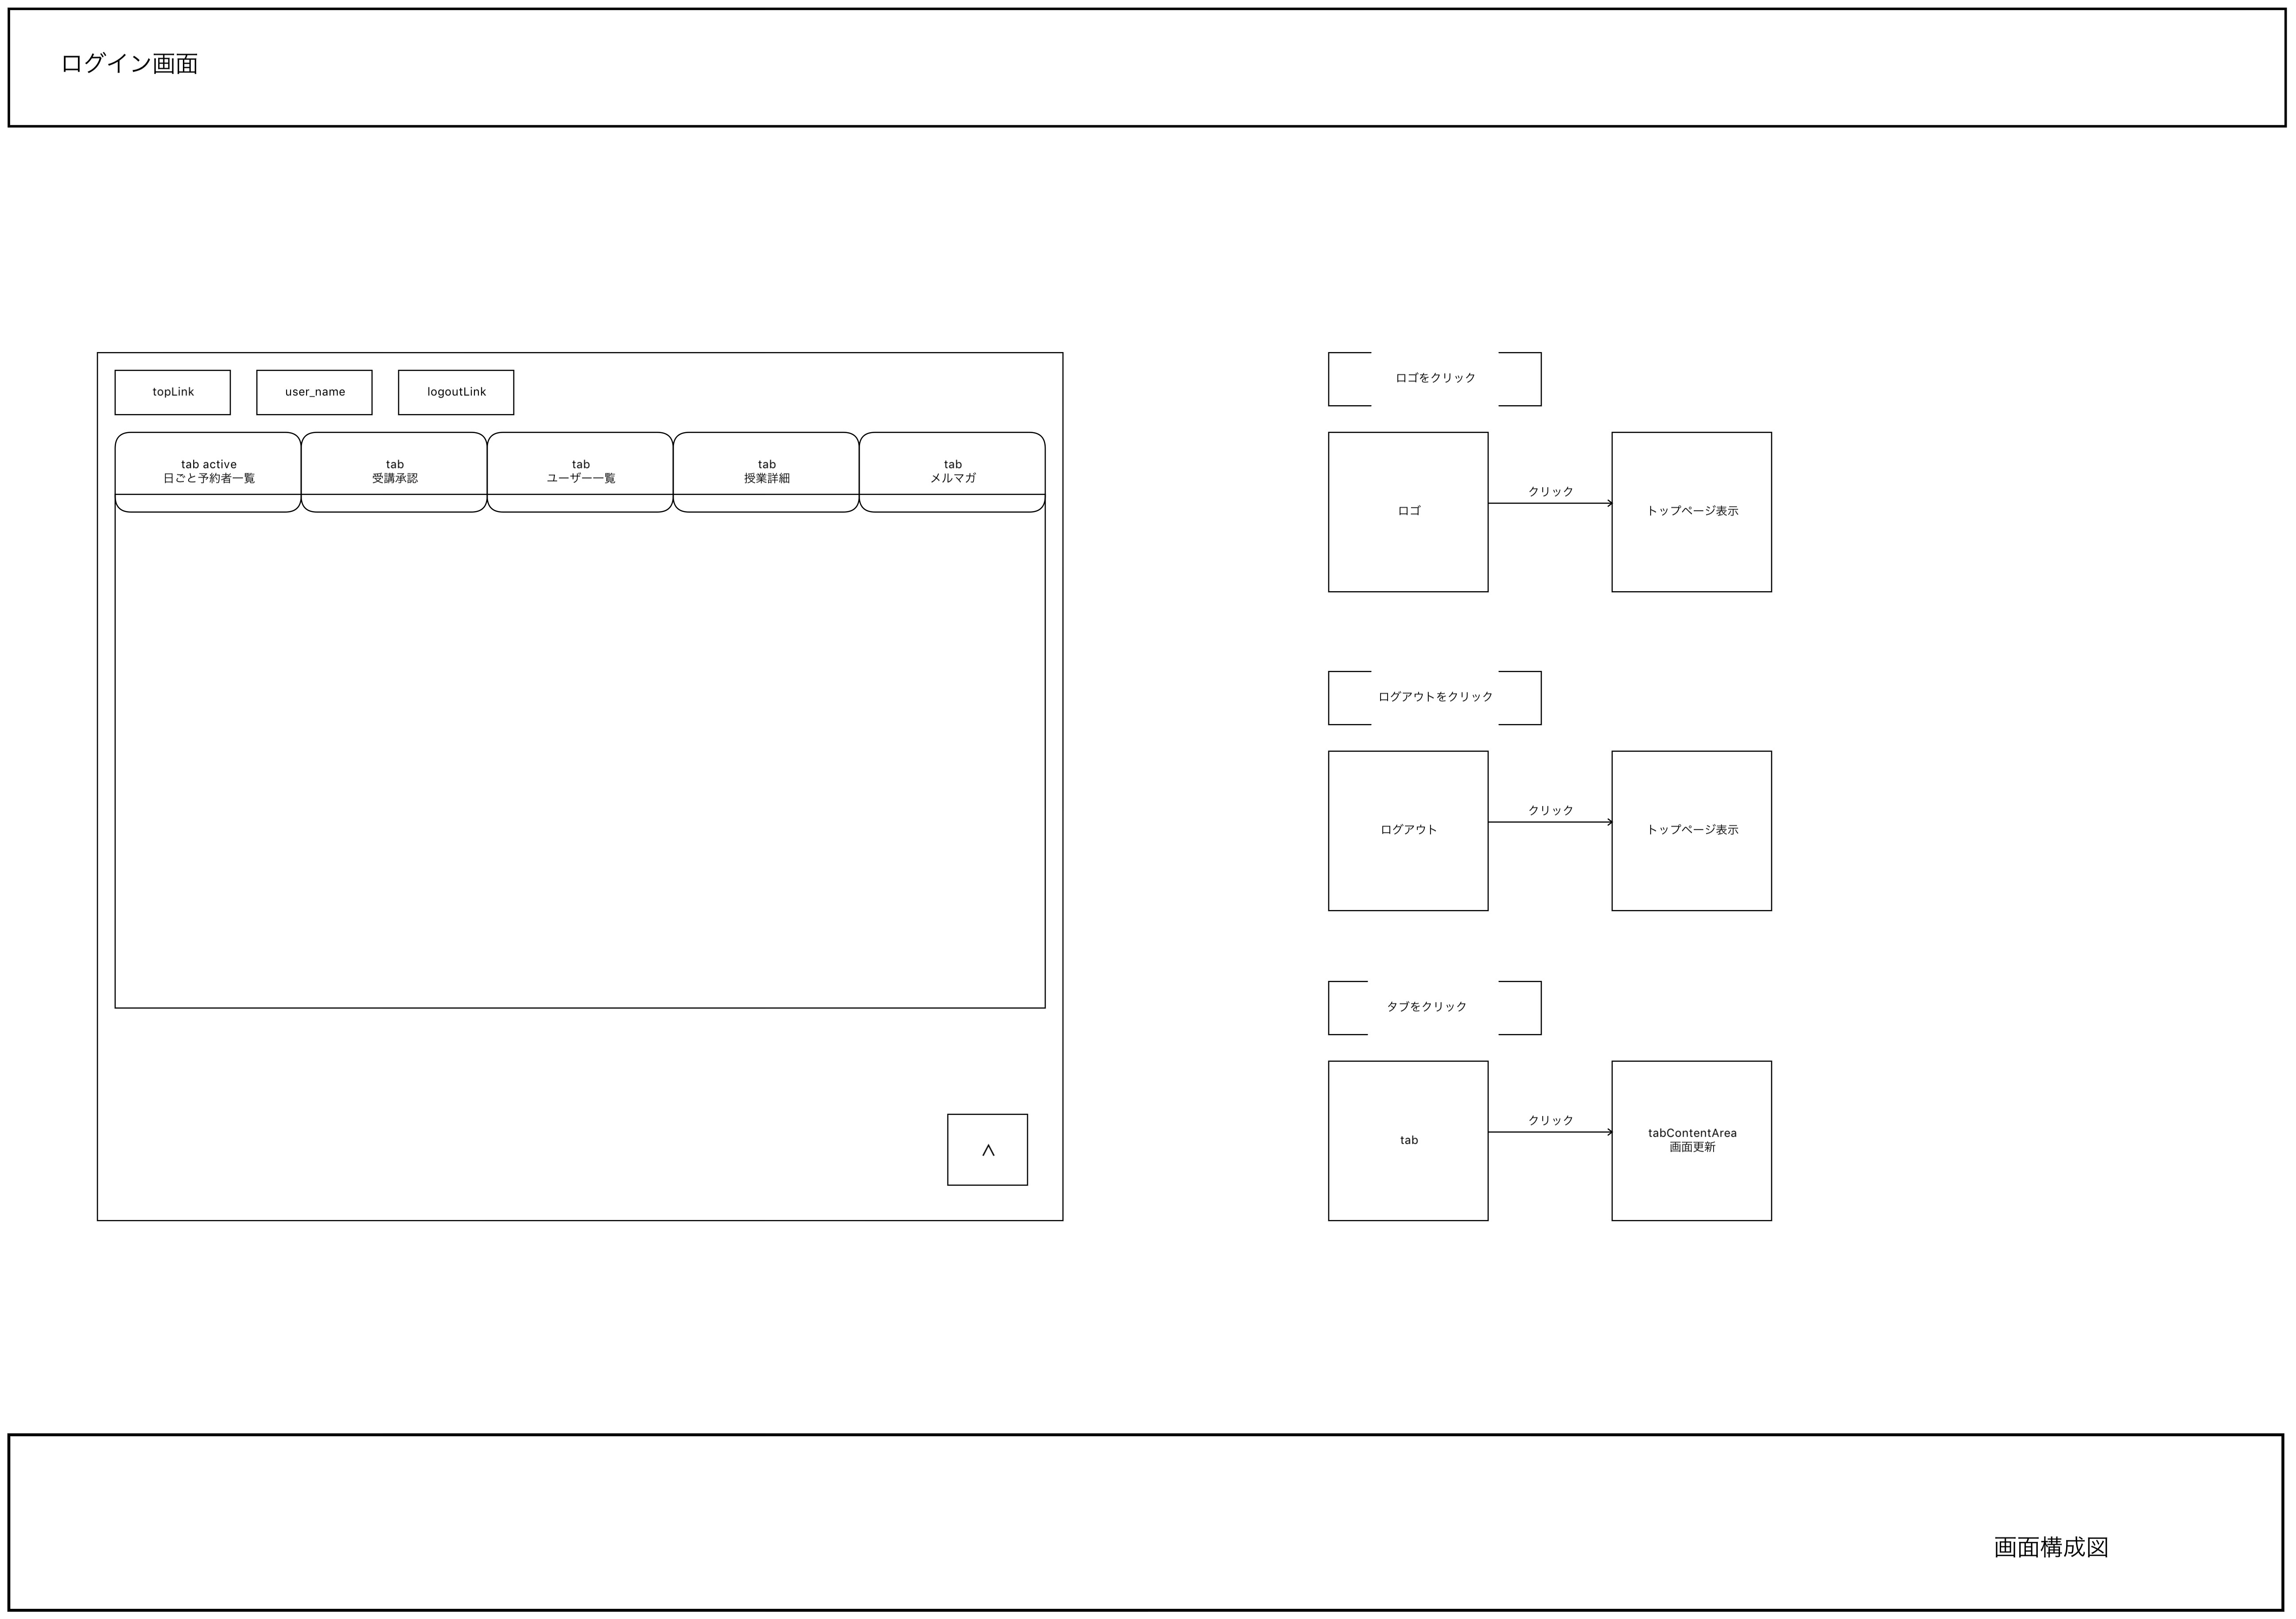 ログイン画面
topLink
user_name
logoutLink
tab active
日ごと予約者一覧
tab
受講承認
tab
ユーザー一覧
tab
授業詳細
tab
メルマガ
^
ロゴをクリック
ロゴ
クリック
トップページ表示
ログアウトをクリック
ログアウト
クリック
トップページ表示
タブをクリック
tab
クリック
tabContentArea
画面更新
画面構成図